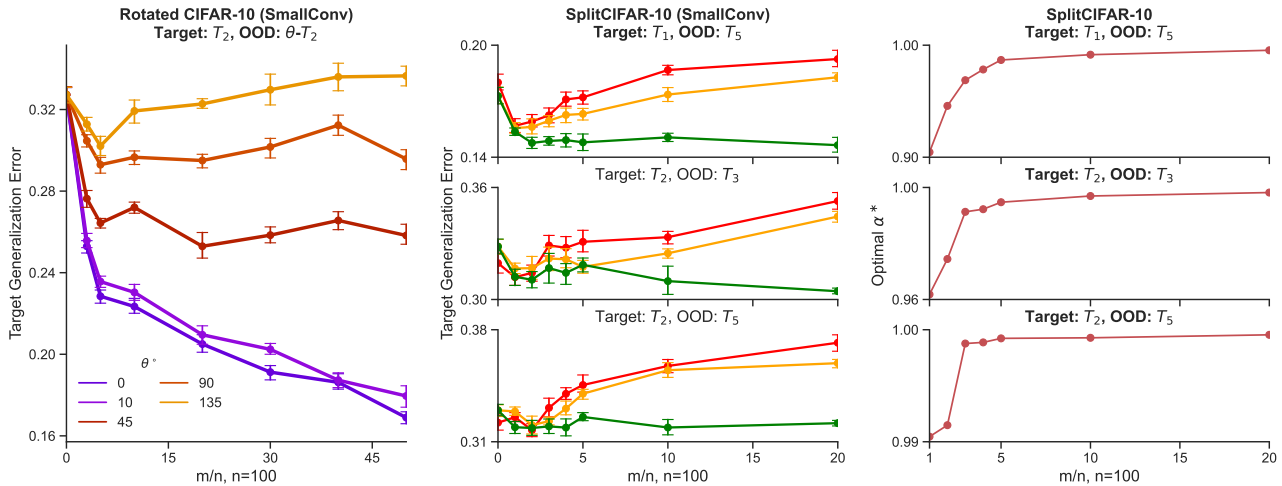 Rotated CIFAR-10 (SmallConv)
Target: T₂, OOD: θ-T₂
Target Generalization Error
0.32
0.28
0.24
0.20
0.16
θ°
0
10
45
90
135
0
15
30
45
m/n, n=100
SplitCIFAR-10 (SmallConv)
Target: T₁, OOD: T₅
Target Generalization Error
0.20
0.14
Target: T₂, OOD: T₃
0.36
0.30
Target: T₂, OOD: T₅
0.38
0.31
0
5
10
15
20
m/n, n=100
SplitCIFAR-10
Target: T₁, OOD: T₅
Optimal α*
1.00
0.90
Target: T₂, OOD: T₃
1.00
0.96
Target: T₂, OOD: T₅
1.00
0.99
1
5
10
15
20
m/n, n=100